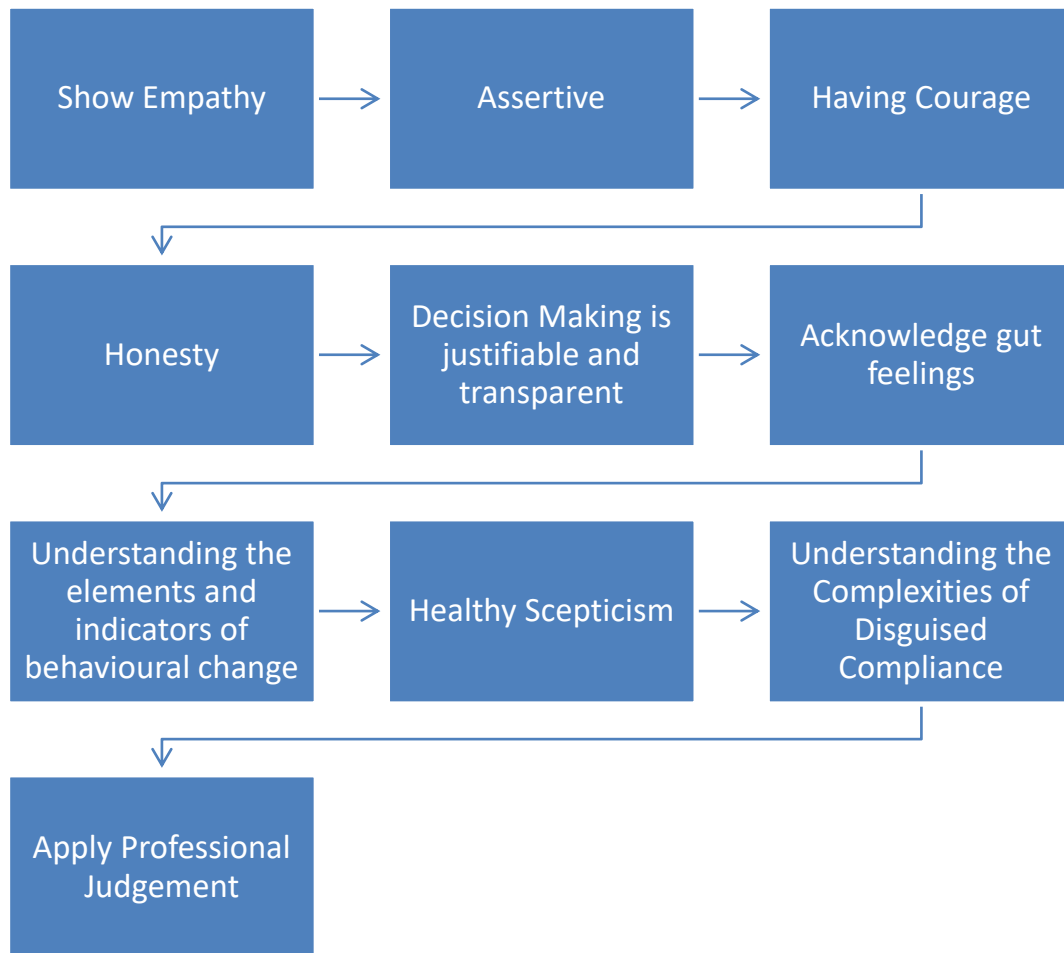 Show Empathy
Assertive
Having Courage
Honesty
Decision Making is
justifiable and
transparent
Acknowledge gut
feelings
Understanding the
elements and
indicators of
behavioural change
Healthy Scepticism
Understanding the
Complexities of
Disguised
Compliance
Apply Professional
Judgement